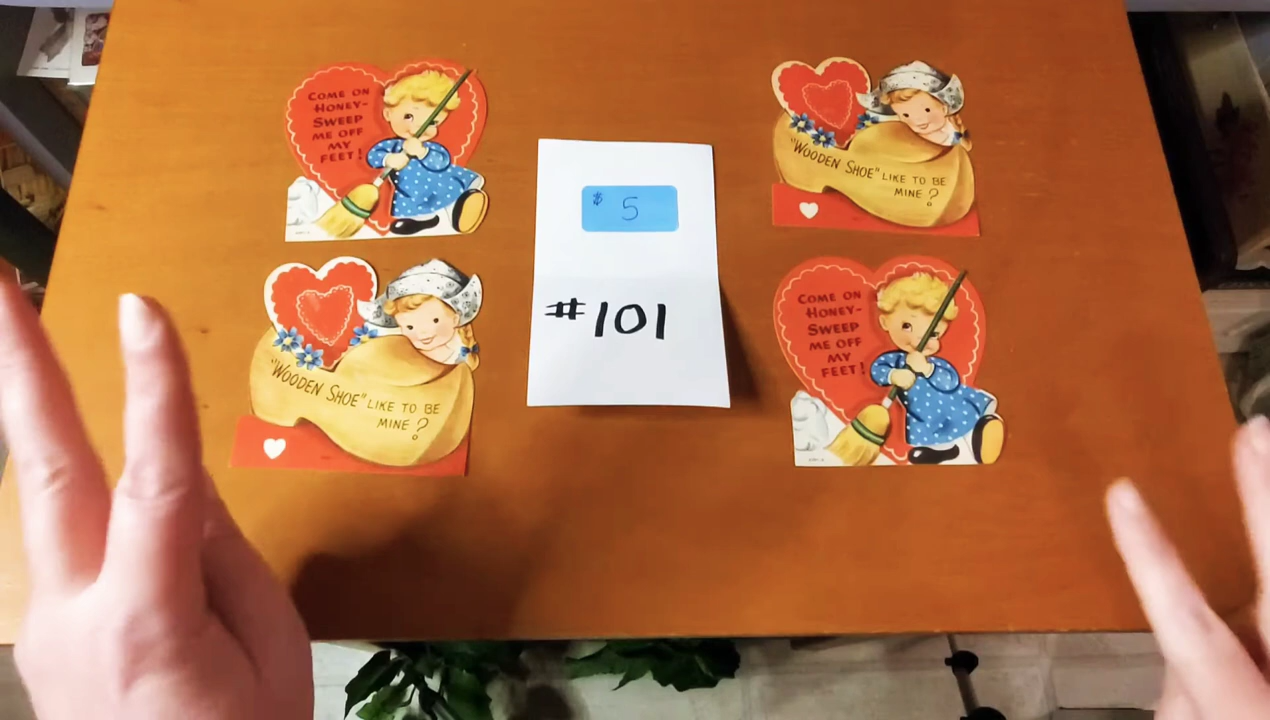 COME ON
HONEY-
SWEEP
ME OFF
MY
FEET!
"WOODEN SHOE" LIKE TO BE
MINE?
$ 5
#101
"WOODEN SHOE" LIKE TO BE
MINE?
COME ON
HONEY-
SWEEP
ME OFF
MY
FEET!